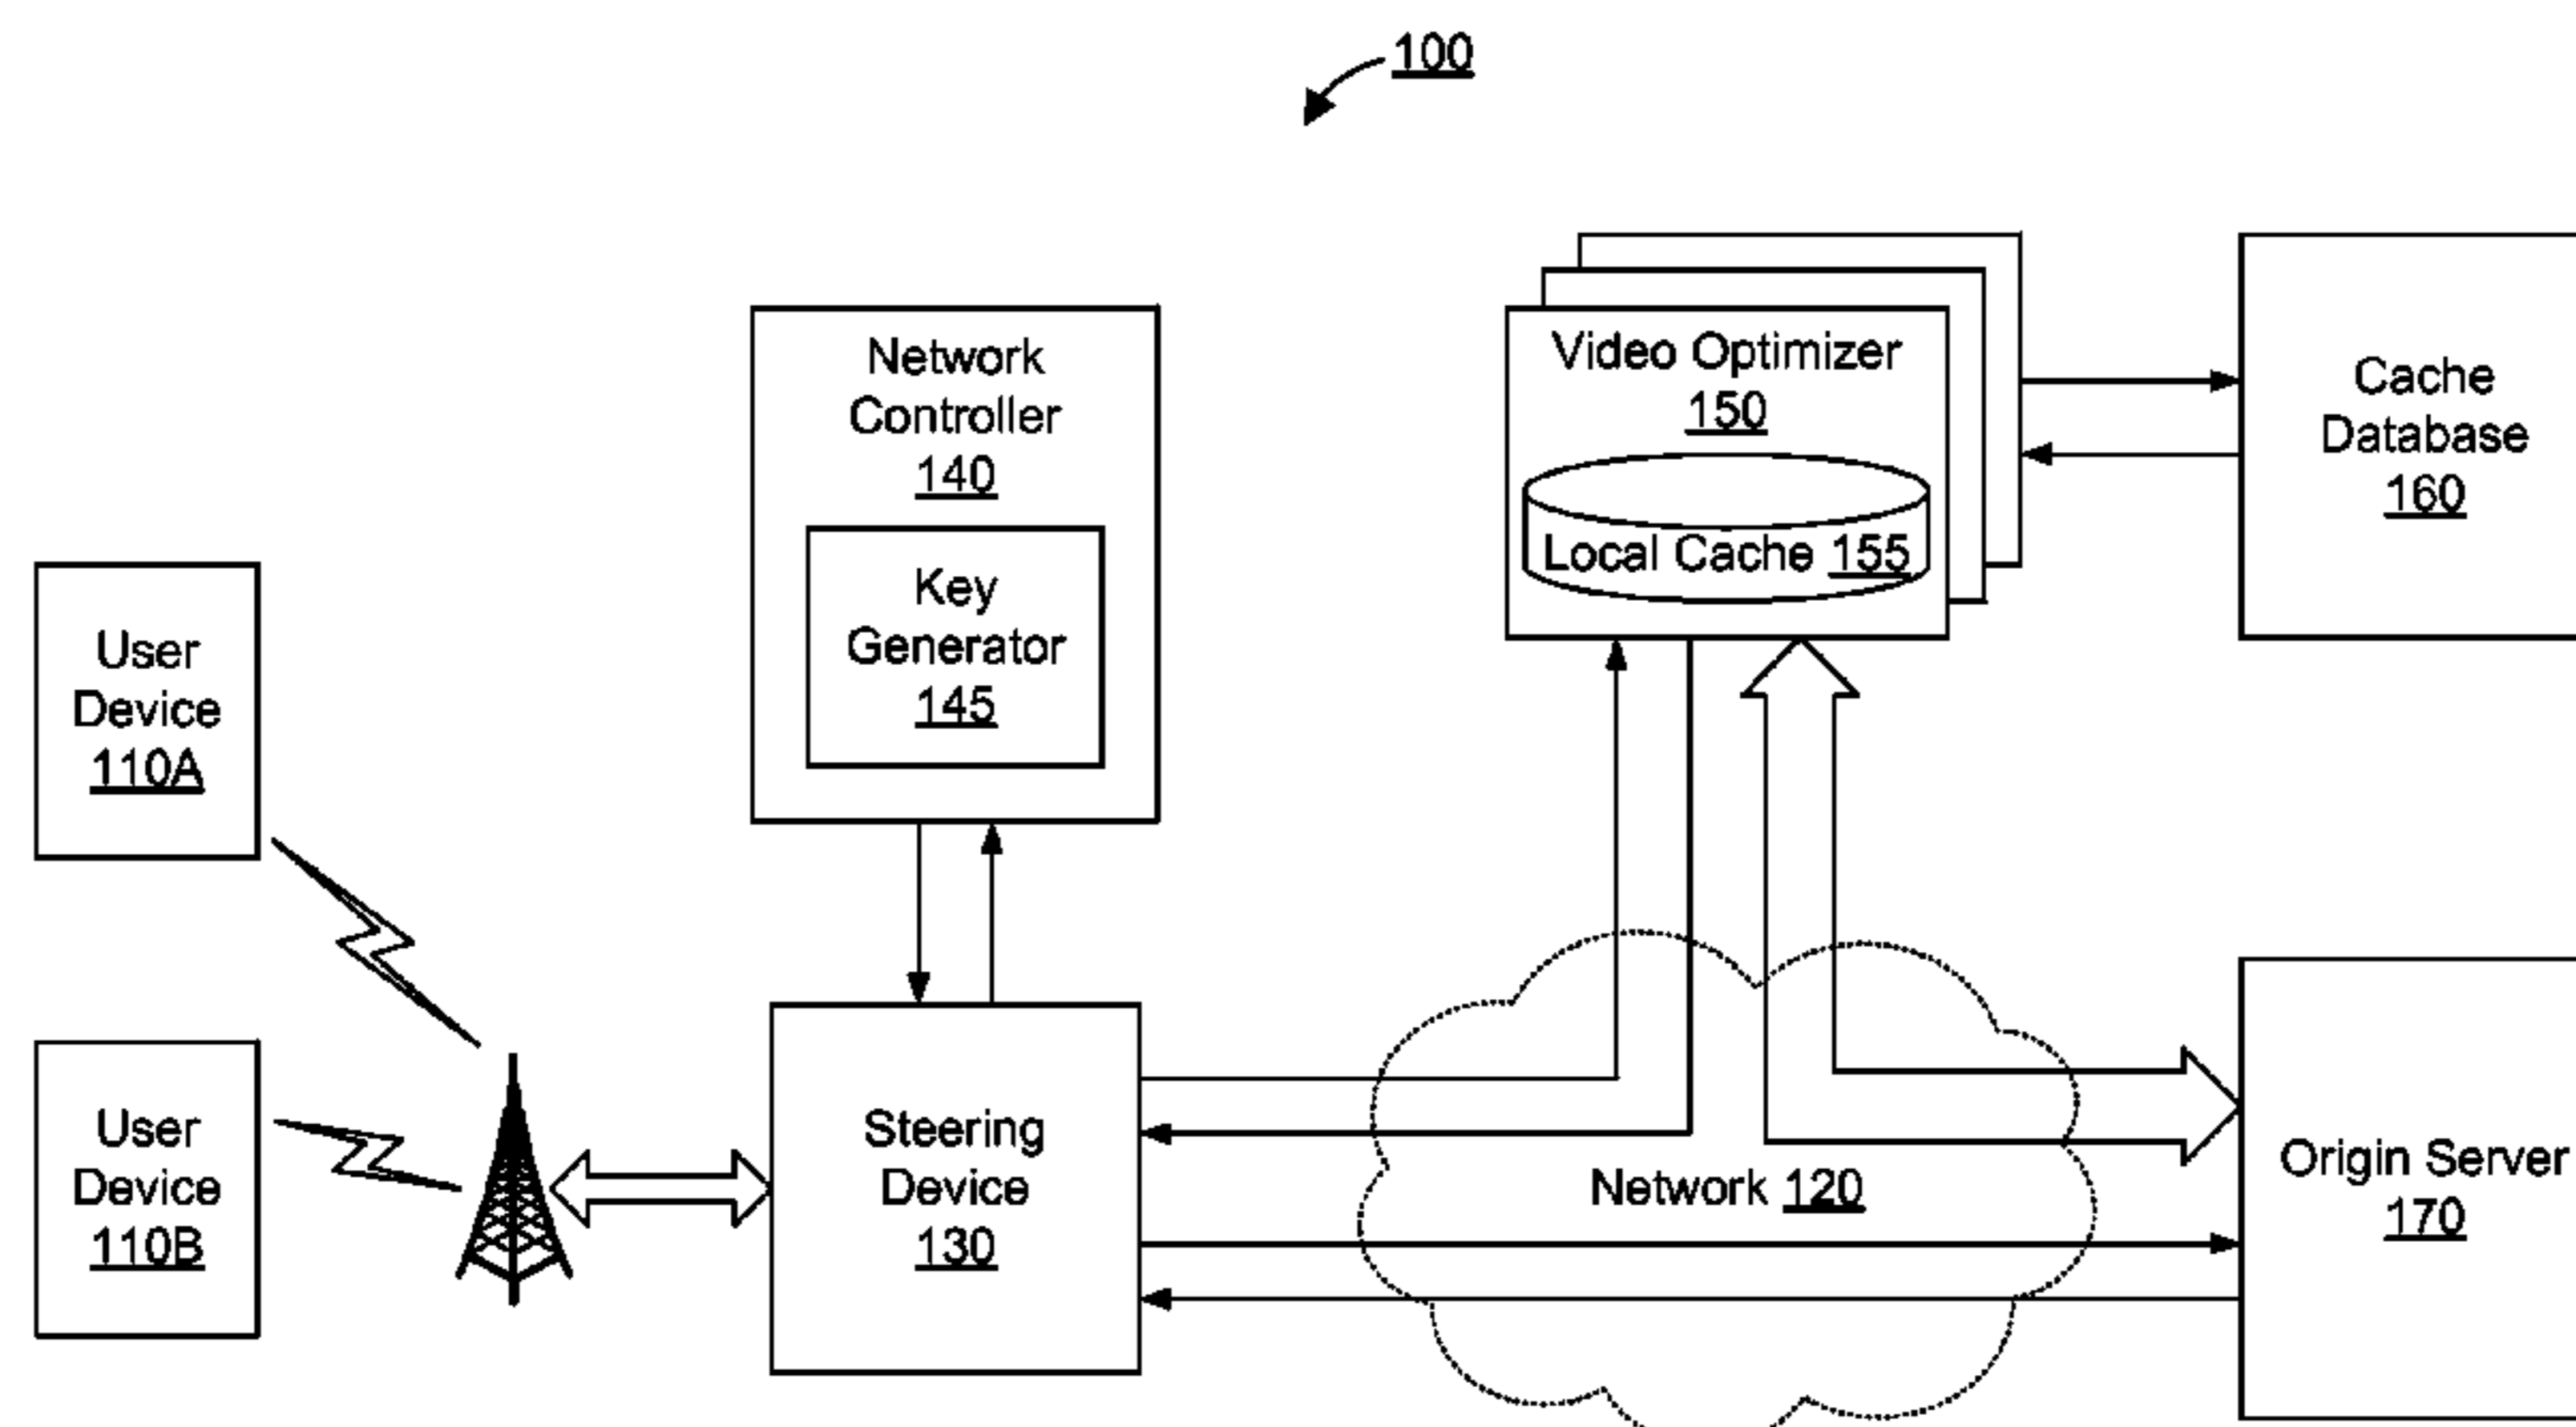 100
Network
Controller
140
Key
Generator
145
Video Optimizer
150
Local Cache 155
Cache
Database
160
User
Device
110A
User
Device
110B
Steering
Device
130
Network 120
Origin Server
170